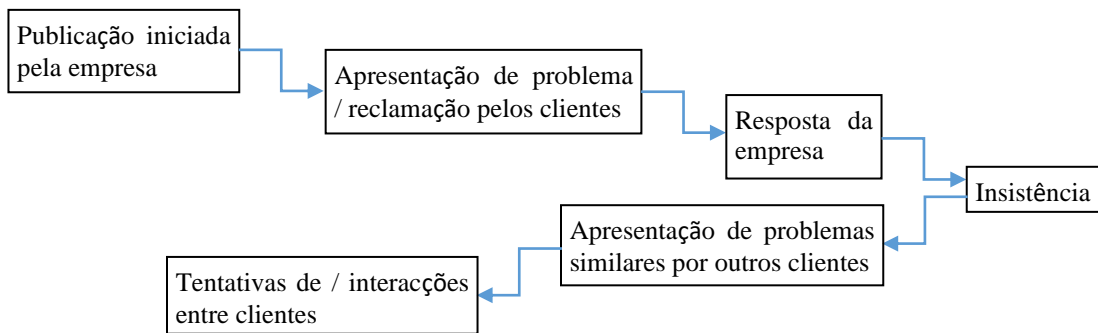 Publicação iniciada
pela empresa
Apresentação de problema
/ reclamação pelos clientes
Resposta da
empresa
Insistência
Apresentação de problemas
similares por outros clientes
Tentativas de / interacções
entre clientes